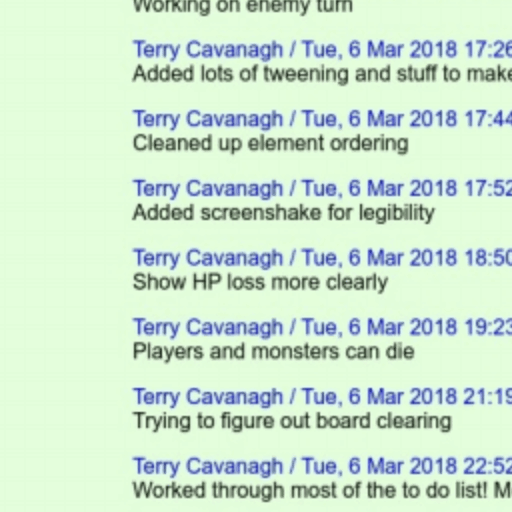 Working on enemy turn
Terry Cavanagh / Tue, 6 Mar 2018 17:26
Added lots of tweening and stuff to make
Terry Cavanagh / Tue, 6 Mar 2018 17:44
Cleaned up element ordering
Terry Cavanagh / Tue, 6 Mar 2018 17:52
Added screenshake for legibility
Terry Cavanagh / Tue, 6 Mar 2018 18:50
Show HP loss more clearly
Terry Cavanagh / Tue, 6 Mar 2018 19:23
Players and monsters can die
Terry Cavanagh / Tue, 6 Mar 2018 21:19
Trying to figure out board clearing
Terry Cavanagh / Tue, 6 Mar 2018 22:52
Worked through most of the to do list!